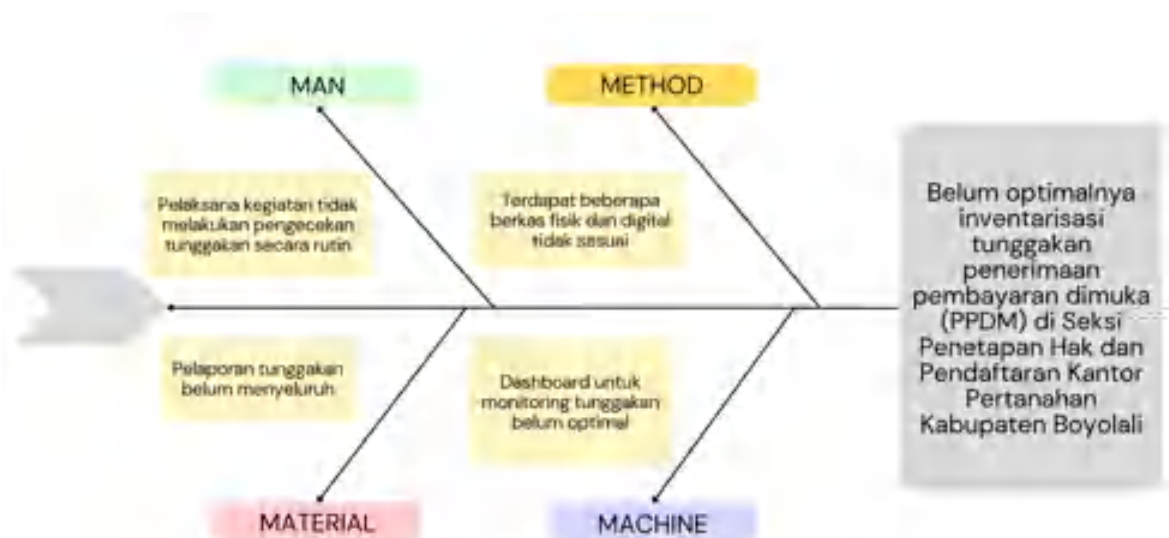 MAN
METHOD
Pelaksana kegiatan tidak
melakukan pengecekan
tunggakan secara rutin
Terdapat beberapa
berkas fisik dan digital
tidak sesuai
Pelaporan tunggakan
belum menyeluruh
Dashboard untuk
monitoring tunggakan
belum optimal
MATERIAL
MACHINE
Belum optimalnya
inventarisasi
tunggakan
penerimaan
pembayaran dimuka
(PPDM) di Seksi
Penetapan Hak dan
Pendaftaran Kantor
Pertanahan
Kabupaten Boyolali